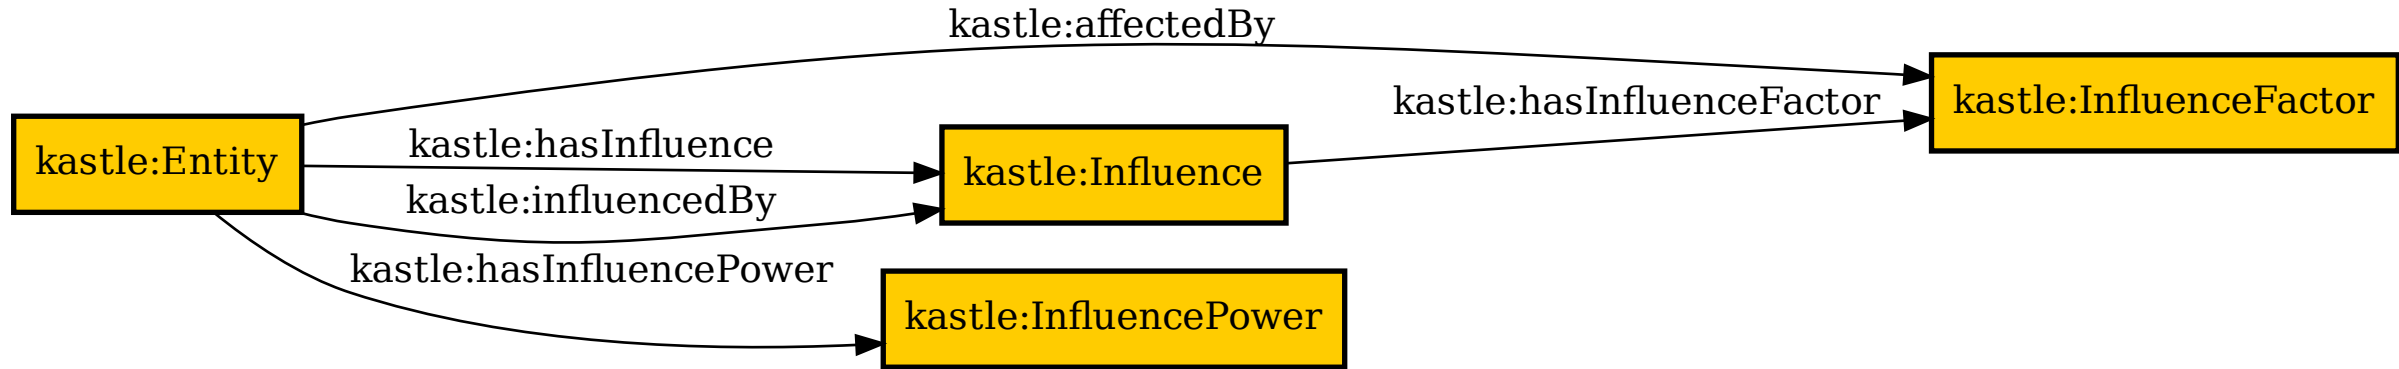 kastle:affectedBy
kastle:InfluenceFactor
kastle:hasInfluenceFactor
kastle:Entity
kastle:hasInfluence
kastle:Influence
kastle:influencedBy
kastle:hasInfluencePower
kastle:InfluencePower